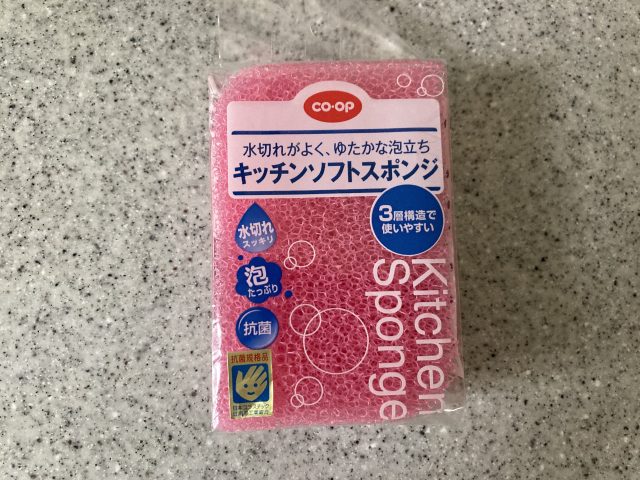 CO·OP
水切れがよく、ゆたかな泡立ち
キッチンソフトスポンジ
3層構造で
使いやすい
水切れ
スッキリ
泡
たっぷり
抗菌
Kitchen
Sponge
抗菌規格品